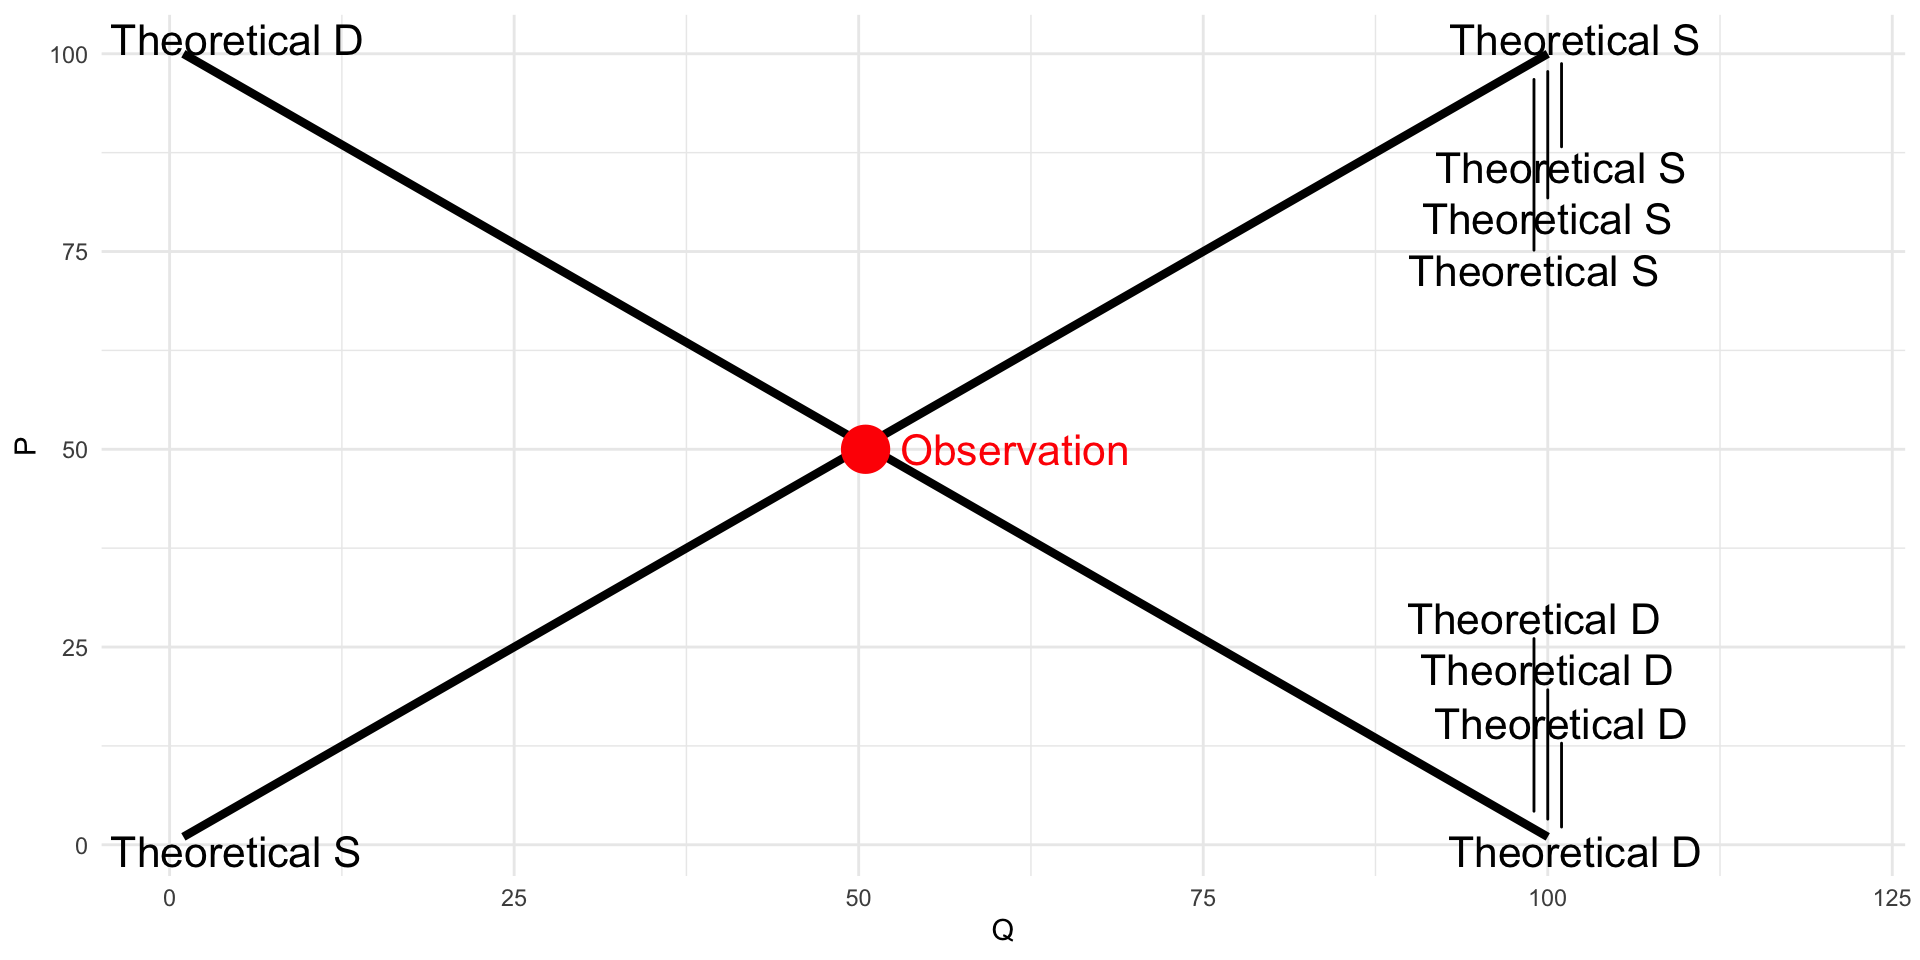 Theoretical D
Theoretical S
100
Theoretical S
Theoretical S
75
Theoretical S
P
50
Observation
Theoretical D
25
Theoretical D
Theoretical D
0
Theoretical S
Theoretical D
0
25
50
75
100
125
Q